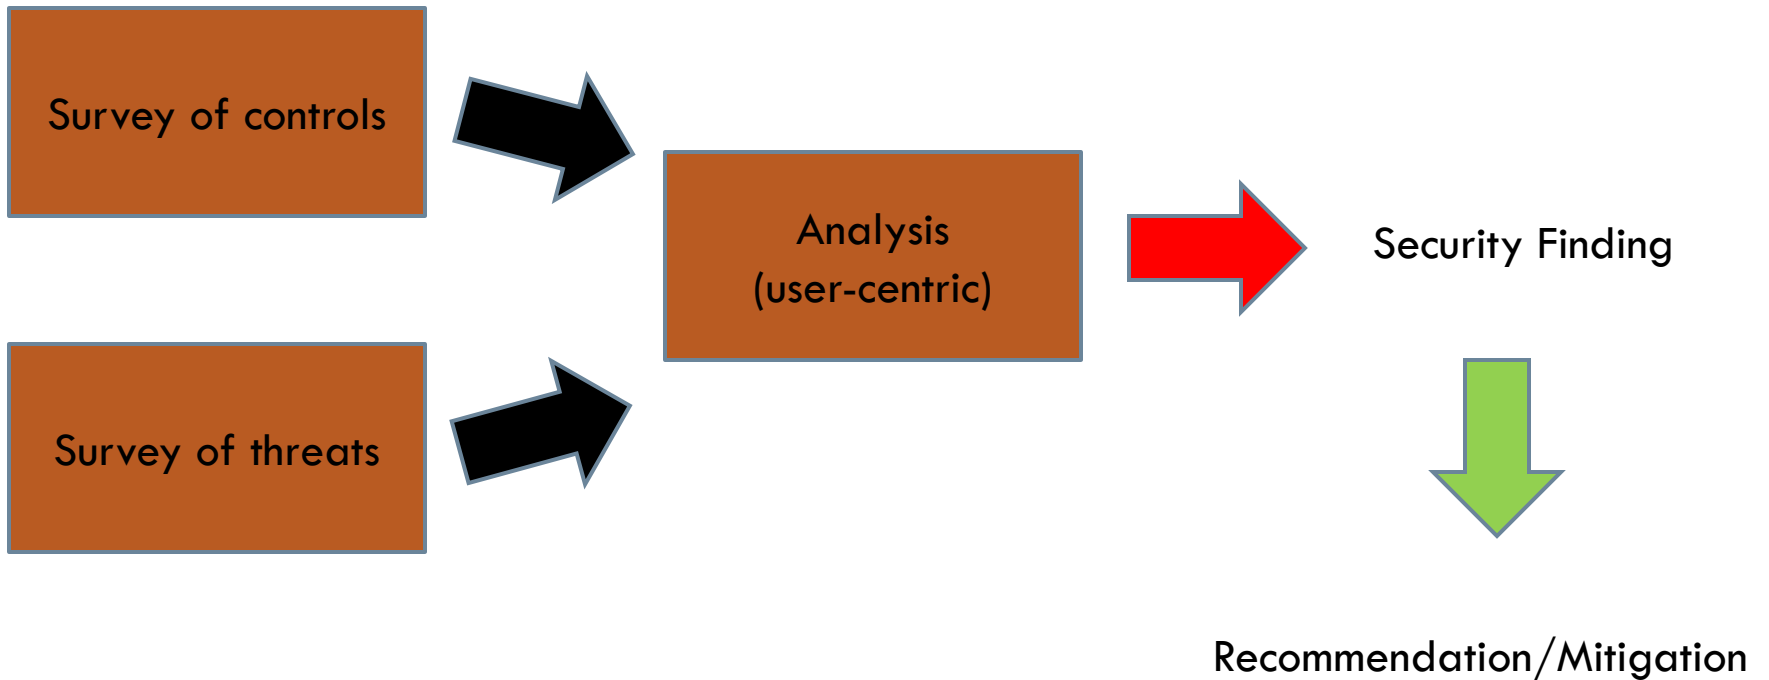 Survey of controls
Analysis
(user-centric)
Security Finding
Survey of threats
Recommendation/Mitigation